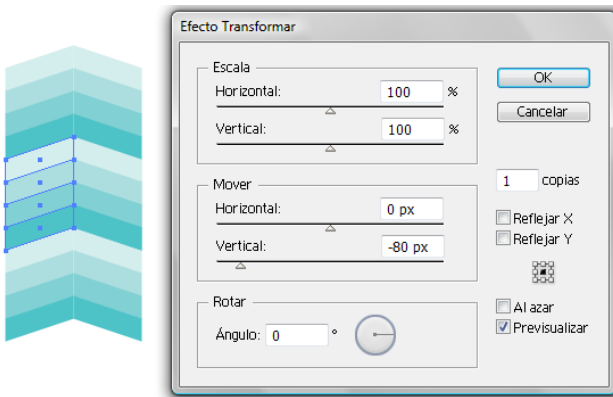 Efecto Transformar
Escala
Horizontal: 100 %
Vertical: 100 %
Mover
Horizontal: 0 px
Vertical: -80 px
Rotar
Ángulo: 0 °
OK
Cancelar
1 copias
Reflejar X
Reflejar Y
Al azar
Previsualizar